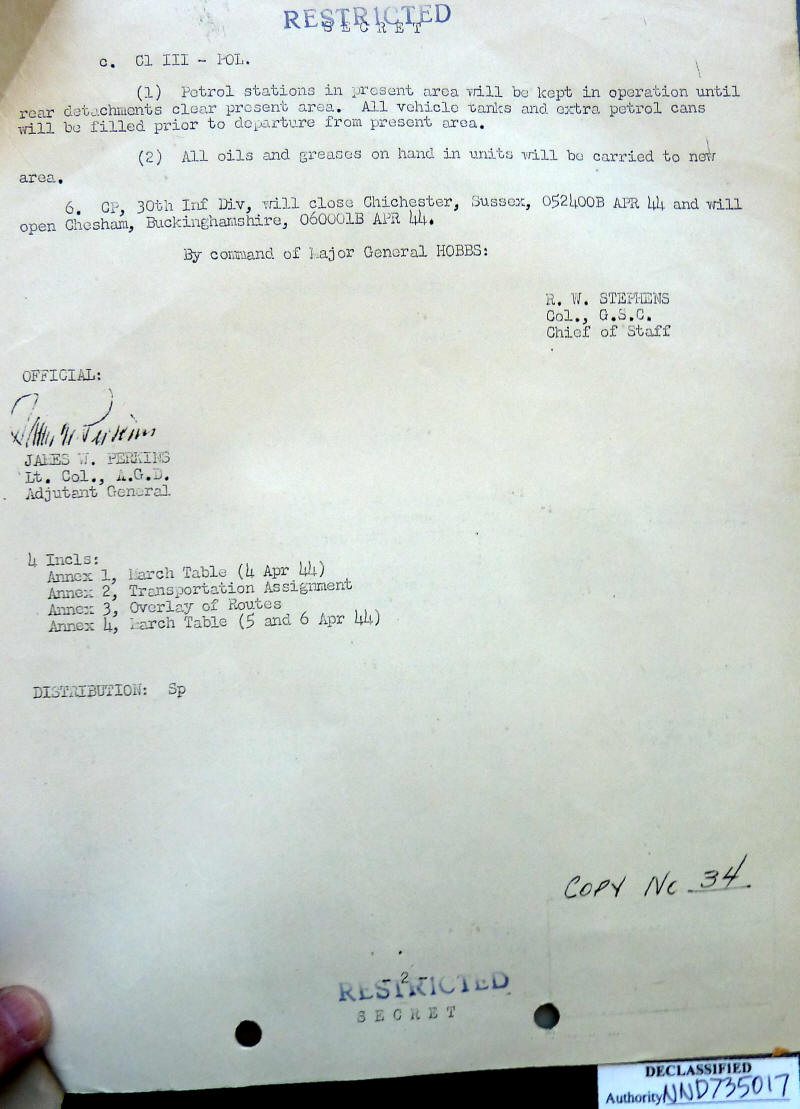 RESTRICTED
SECRET
c. Cl III - POL.
(1) Petrol stations in present area will be kept in operation until
rear detachments clear present area. All vehicle tanks and extra petrol cans
will be filled prior to departure from present area.
(2) All oils and greases on hand in units will be carried to new
area.
6. CP, 30th Inf Div, will close Chichester, Sussex, 052400B APR 44 and will
open Chesham, Buckinghamshire, 060001B APR 44.
By command of Major General HOBBS:
R. W. STEPHENS
Col., G.S.C.
Chief of Staff
OFFICIAL:
James W. Perkins
JAMES W. PERKINS
Lt. Col., A.G.D.
Adjutant General
4 Incls:
Annex 1, March Table (4 Apr 44)
Annex 2, Transportation Assignment
Annex 3, Overlay of Routes
Annex 4, March Table (5 and 6 Apr 44)
DISTRIBUTION: Sp
COPY No 34.
- 2 -
RESTRICTED
SECRET
DECLASSIFIED
Authority NND735017